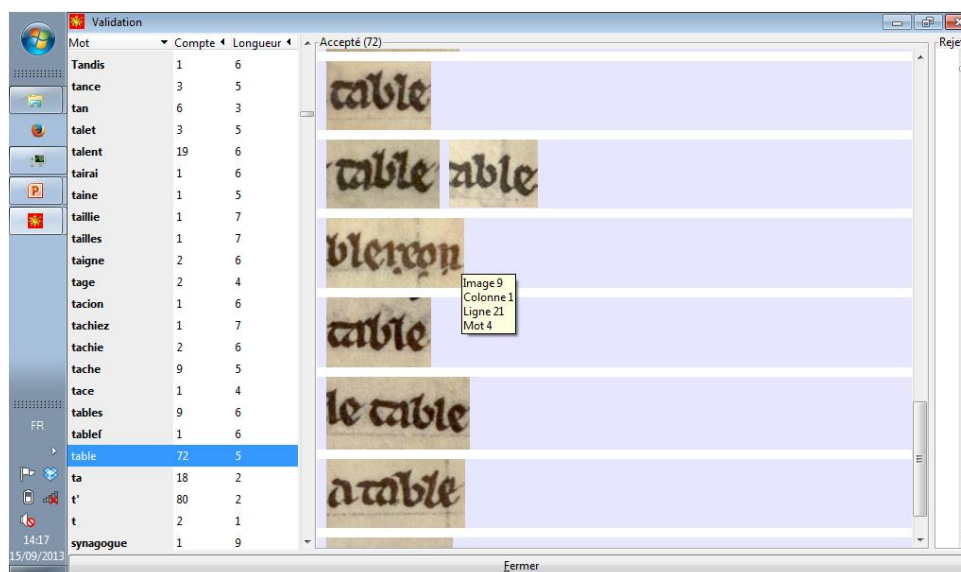 Validation
Mot Compte Longueur
Tandis 1 6
tance 3 5
tan 6 3
talet 3 5
talent 19 6
tairai 1 6
taine 1 5
taillie 1 7
tailles 1 7
taigne 2 6
tage 2 4
tacion 1 6
tachiez 1 7
tachie 2 6
tache 9 5
tace 1 4
tables 9 6
tableſ 1 6
table 72 5
ta 18 2
t' 80 2
t 2 1
synagogue 1 9
Accepté (72)
table
table able
table
le table
a table
Image 9
Colonne 1
Ligne 21
Mot 4
Reje
Fermer
FR
14:17
15/09/2013